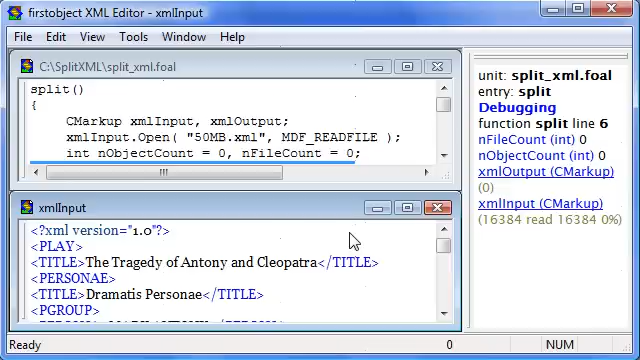 firstobject XML Editor - xmlInput
File Edit View Tools Window Help
C:\SplitXML\split_xml.foal
split()
{
CMarkup xmlInput, xmlOutput;
xmlInput.Open( "50MB.xml", MDF_READFILE );
int nObjectCount = 0, nFileCount = 0;
xmlInput
<?xml version="1.0"?>
<PLAY>
<TITLE>The Tragedy of Antony and Cleopatra</TITLE>
<PERSONAE>
<TITLE>Dramatis Personae</TITLE>
<PGROUP>
unit: split_xml.foal
entry: split
Debugging
function split line 6
nFileCount (int) 0
nObjectCount (int) 0
xmlOutput (CMarkup)
(0)
xmlInput (CMarkup)
(16384 read 16384 0%)
Ready 0 NUM